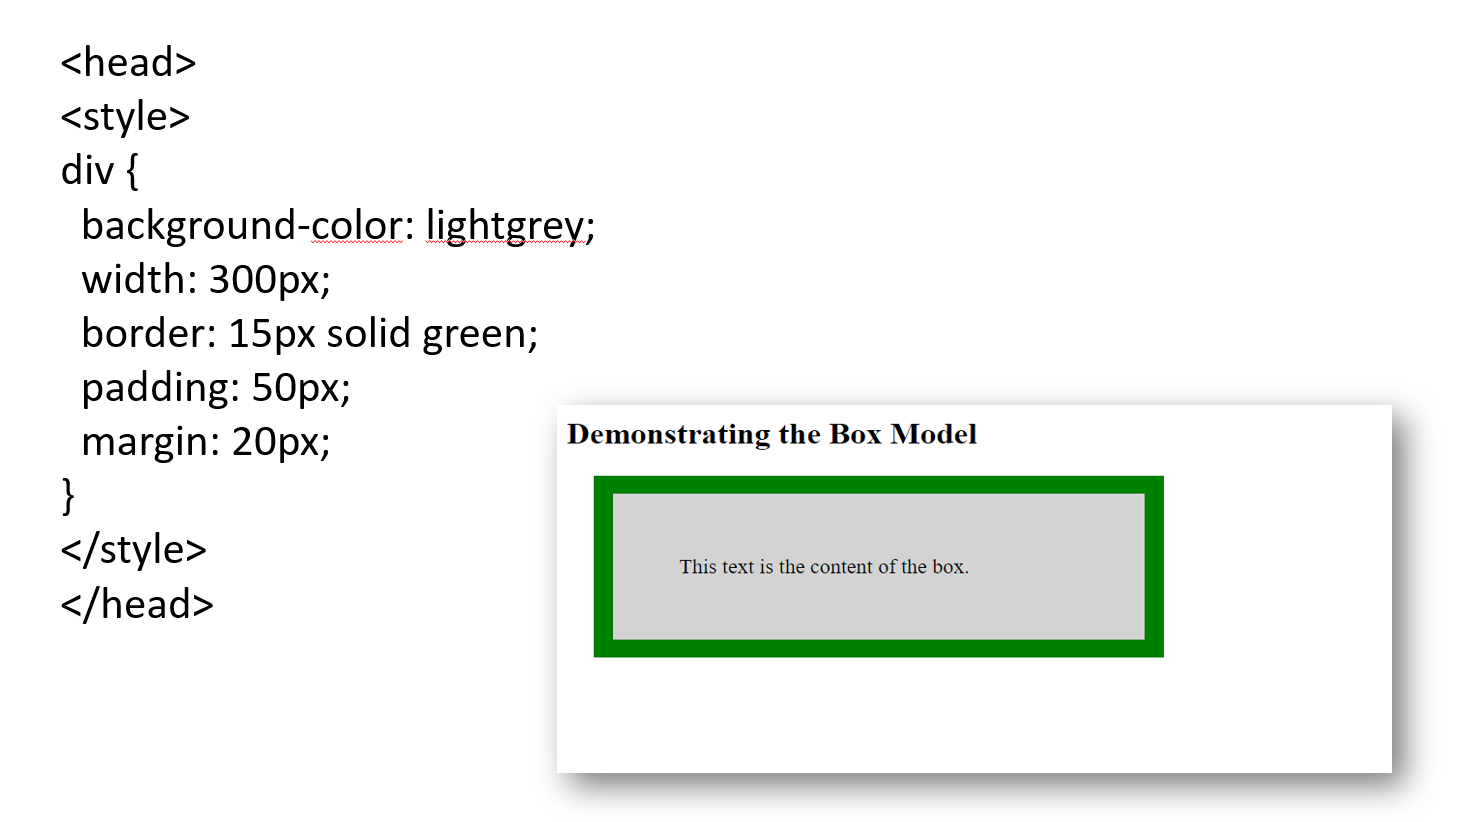 <head>
<style>
div {
background-color: lightgrey;
width: 300px;
border: 15px solid green;
padding: 50px;
margin: 20px;
}
</style>
</head>
Demonstrating the Box Model
This text is the content of the box.